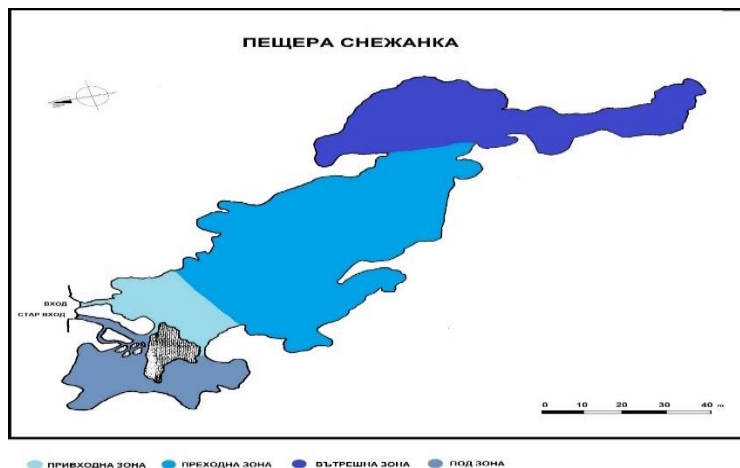 ПЕЩЕРА СНЕЖАНКА
ВХОД
СТАР ВХОД
0 10 20 30 40 m
ПРИВХОДНА ЗОНА ПРЕХОДНА ЗОНА ВЪТРЕШНА ЗОНА ПОД ЗОНА